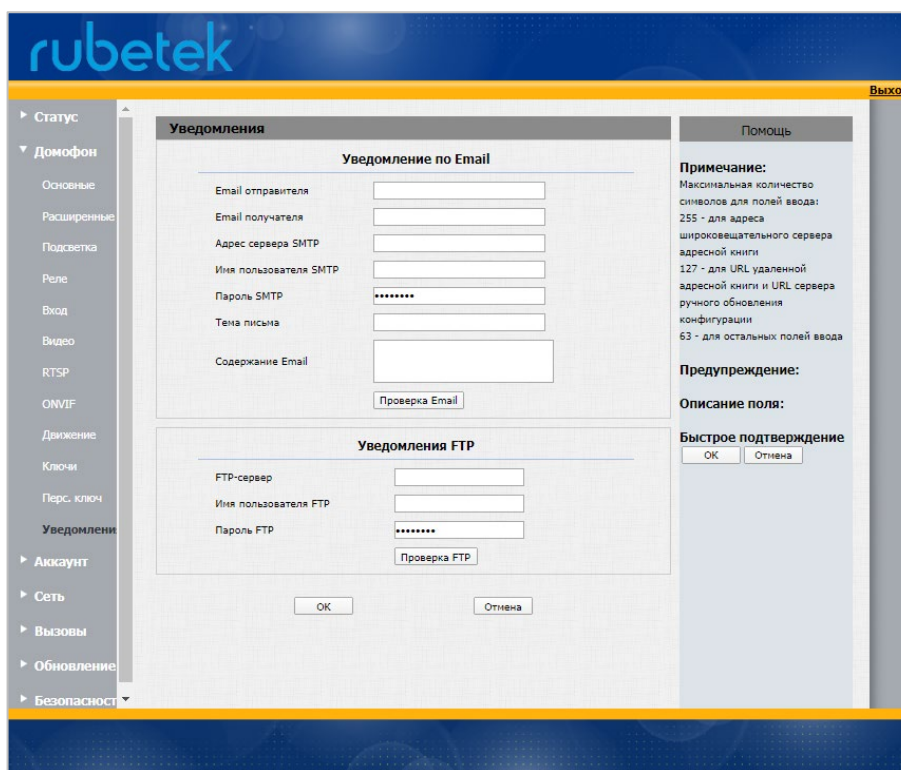 rubetek
Выхо
Статус
Домофон
Основные
Расширенные
Подсветка
Реле
Вход
Видео
RTSP
ONVIF
Движение
Ключи
Перс. ключ
Уведомлени
Аккаунт
Сеть
Вызовы
Обновление
Безопасност
Уведомления
Уведомление по Email
Email отправителя
Email получателя
Адрес сервера SMTP
Имя пользователя SMTP
Пароль SMTP
••••••••
Тема письма
Содержание Email
Проверка Email
Уведомления FTP
FTP-сервер
Имя пользователя FTP
Пароль FTP
••••••••
Проверка FTP
OK
Отмена
Помощь
Примечание:
Максимальная количество
символов для полей ввода:
255 - для адреса
широковещательного сервера
адресной книги
127 - для URL удаленной
адресной книги и URL сервера
ручного обновления
конфигурации
63 - для остальных полей ввода
Предупреждение:
Описание поля:
Быстрое подтверждение
OK
Отмена